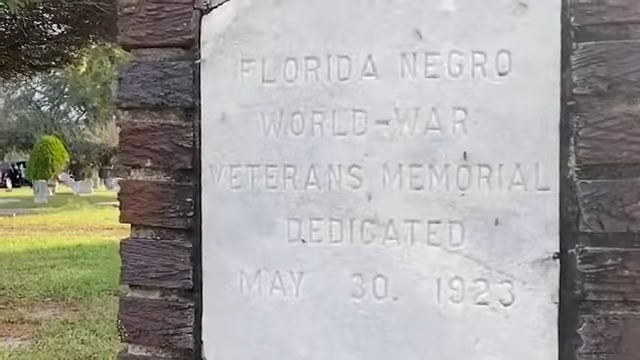 FLORIDA NEGRO
WORLD-WAR
VETERANS MEMORIAL
DEDICATED
MAY 30. 1923